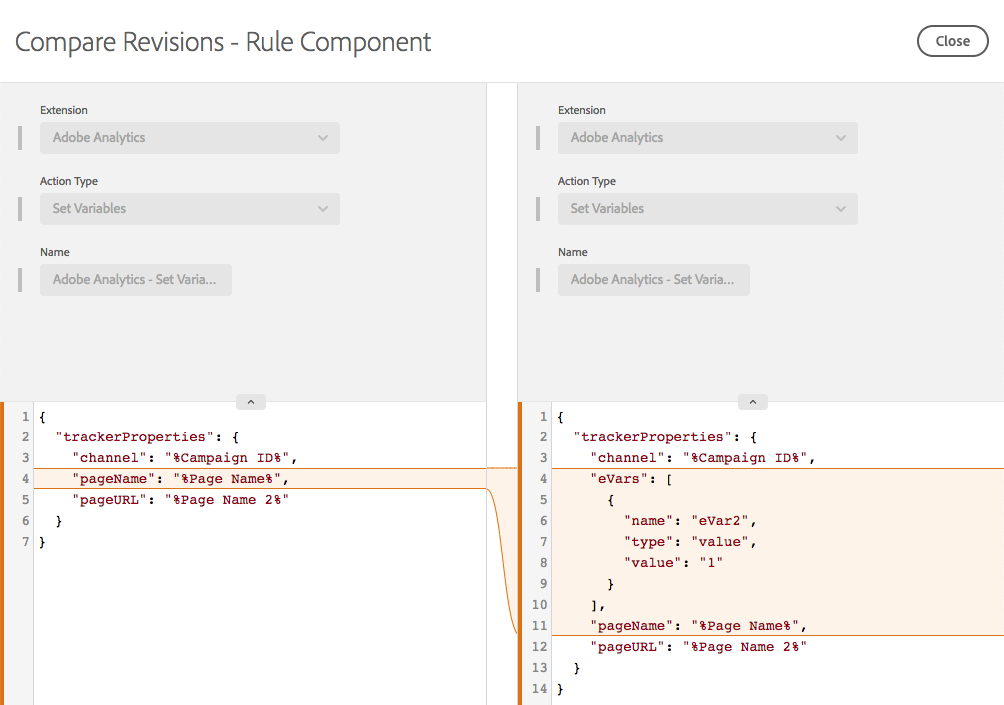 Compare Revisions - Rule Component
Close
Extension
Adobe Analytics
Action Type
Set Variables
Name
Adobe Analytics - Set Varia...
1 {
2 "trackerProperties": {
3 "channel": "%Campaign ID%",
4 "pageName": "%Page Name%",
5 "pageURL": "%Page Name 2%"
6 }
7 }
Extension
Adobe Analytics
Action Type
Set Variables
Name
Adobe Analytics - Set Varia...
1 {
2 "trackerProperties": {
3 "channel": "%Campaign ID%",
4 "eVars": [
5 {
6 "name": "eVar2",
7 "type": "value",
8 "value": "1"
9 }
10 ],
11 "pageName": "%Page Name%",
12 "pageURL": "%Page Name 2%"
13 }
14 }